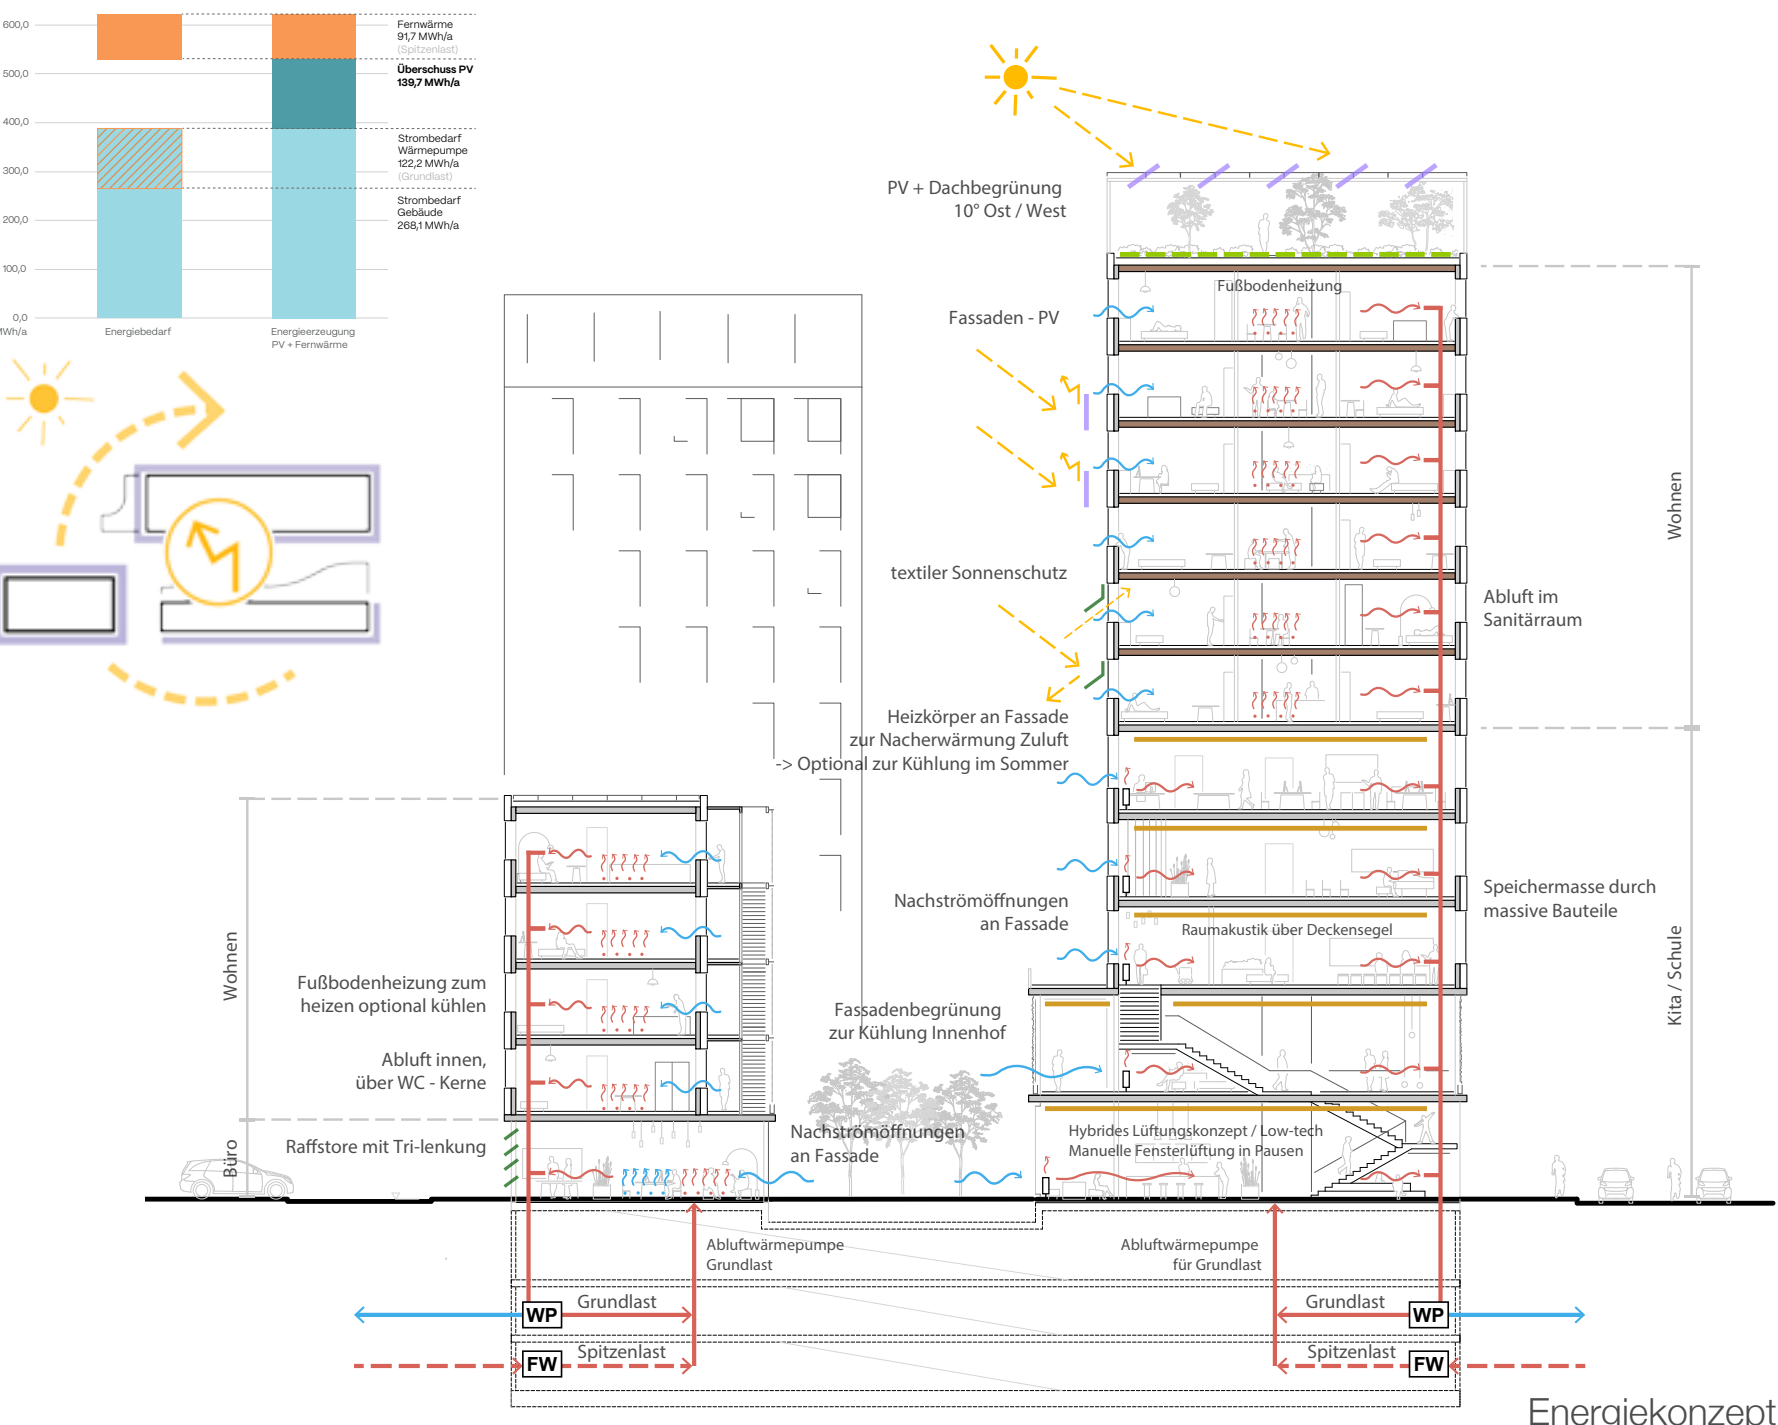 600,0
500,0
400,0
300,0
200,0
100,0
0,0
MWh/a
Energiebedarf
Energieerzeugung
PV + Fernwärme
Fernwärme
91,7 MWh/a
(Spitzenlast)
Überschuss PV
139,7 MWh/a
Strombedarf
Wärmepumpe
122,2 MWh/a
(Grundlast)
Strombedarf
Gebäude
268,1 MWh/a
PV + Dachbegrünung
10° Ost / West
Fassaden - PV
textiler Sonnenschutz
Heizkörper an Fassade
zur Nacherwärmung Zuluft
-> Optional zur Kühlung im Sommer
Nachströmöffnungen
an Fassade
Fassadenbegrünung
zur Kühlung Innenhof
Fußbodenheizung
Raumakustik über Deckensegel
Hybrides Lüftungskonzept / Low-tech
Manuelle Fensterlüftung in Pausen
Wohnen
Abluft im
Sanitärraum
Speichermasse durch
massive Bauteile
Kita / Schule
Wohnen
Büro
Fußbodenheizung zum
heizen optional kühlen
Abluft innen,
über WC - Kerne
Raffstore mit Tri-lenkung
Nachströmöffnungen
an Fassade
Abluftwärmepumpe
Grundlast
Abluftwärmepumpe
für Grundlast
WP
Grundlast
Grundlast
WP
FW
Spitzenlast
Spitzenlast
FW
Energiekonzept